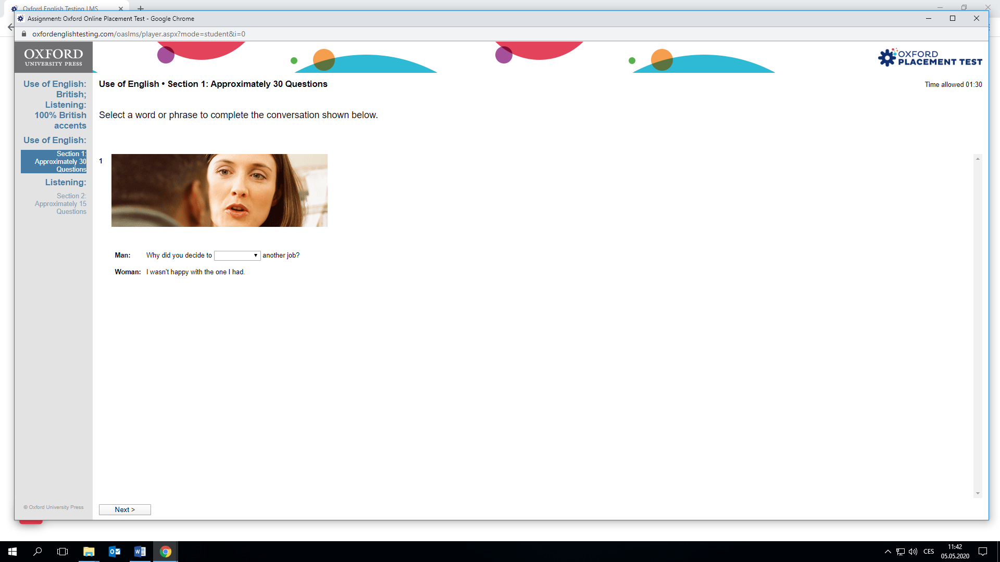 Oxford English Testing LMS
Assignment: Oxford Online Placement Test - Google Chrome
oxfordenglishtesting.com/oaslms/player.aspx?mode=student&i=0
OXFORD
UNIVERSITY PRESS
OXFORD
PLACEMENT TEST
Use of English:
British;
Listening:
100% British
accents
Use of English:
Section 1:
Approximately 30
Questions
Listening:
Section 2:
Approximately 15
Questions
© Oxford University Press
Use of English • Section 1: Approximately 30 Questions
Time allowed 01:30
Select a word or phrase to complete the conversation shown below.
1
Man: Why did you decide to another job?
Woman: I wasn't happy with the one I had.
Next >
CES
11:42
05.05.2020